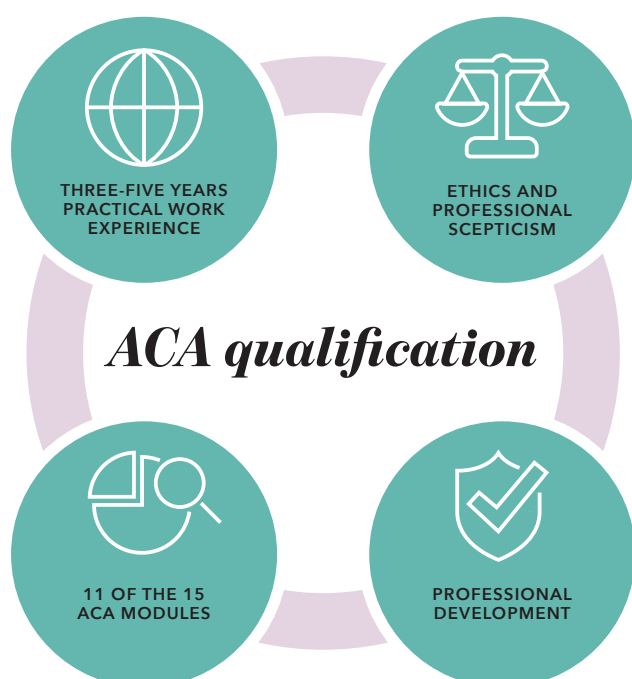 THREE-FIVE YEARS
PRACTICAL WORK
EXPERIENCE
ETHICS AND
PROFESSIONAL
SCEPTICISM
ACA qualification
11 OF THE 15
ACA MODULES
PROFESSIONAL
DEVELOPMENT